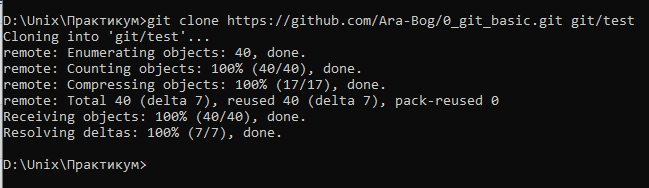 D:\Unix\Практикум>git clone https://github.com/Ara-Bog/0_git_basic.git git/test
Cloning into 'git/test'...
remote: Enumerating objects: 40, done.
remote: Counting objects: 100% (40/40), done.
remote: Compressing objects: 100% (17/17), done.
remote: Total 40 (delta 7), reused 40 (delta 7), pack-reused 0
Receiving objects: 100% (40/40), done.
Resolving deltas: 100% (7/7), done.
D:\Unix\Практикум>